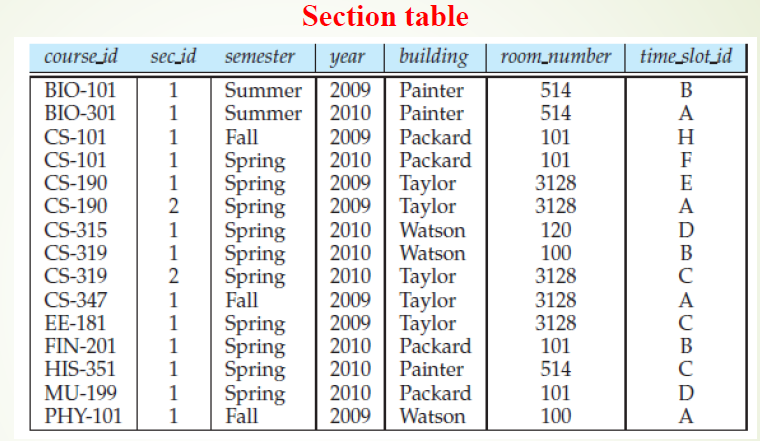 Section table
course_id sec_id semester year building room_number time_slot_id
BIO-101 1 Summer 2009 Painter 514 B
BIO-301 1 Summer 2010 Painter 514 A
CS-101 1 Fall 2009 Packard 101 H
CS-101 1 Spring 2010 Packard 101 F
CS-190 1 Spring 2009 Taylor 3128 E
CS-190 2 Spring 2009 Taylor 3128 A
CS-315 1 Spring 2010 Watson 120 D
CS-319 1 Spring 2010 Watson 100 B
CS-319 2 Spring 2010 Taylor 3128 C
CS-347 1 Fall 2009 Taylor 3128 A
EE-181 1 Spring 2009 Taylor 3128 C
FIN-201 1 Spring 2010 Packard 101 B
HIS-351 1 Spring 2010 Painter 514 C
MU-199 1 Spring 2010 Packard 101 D
PHY-101 1 Fall 2009 Watson 100 A